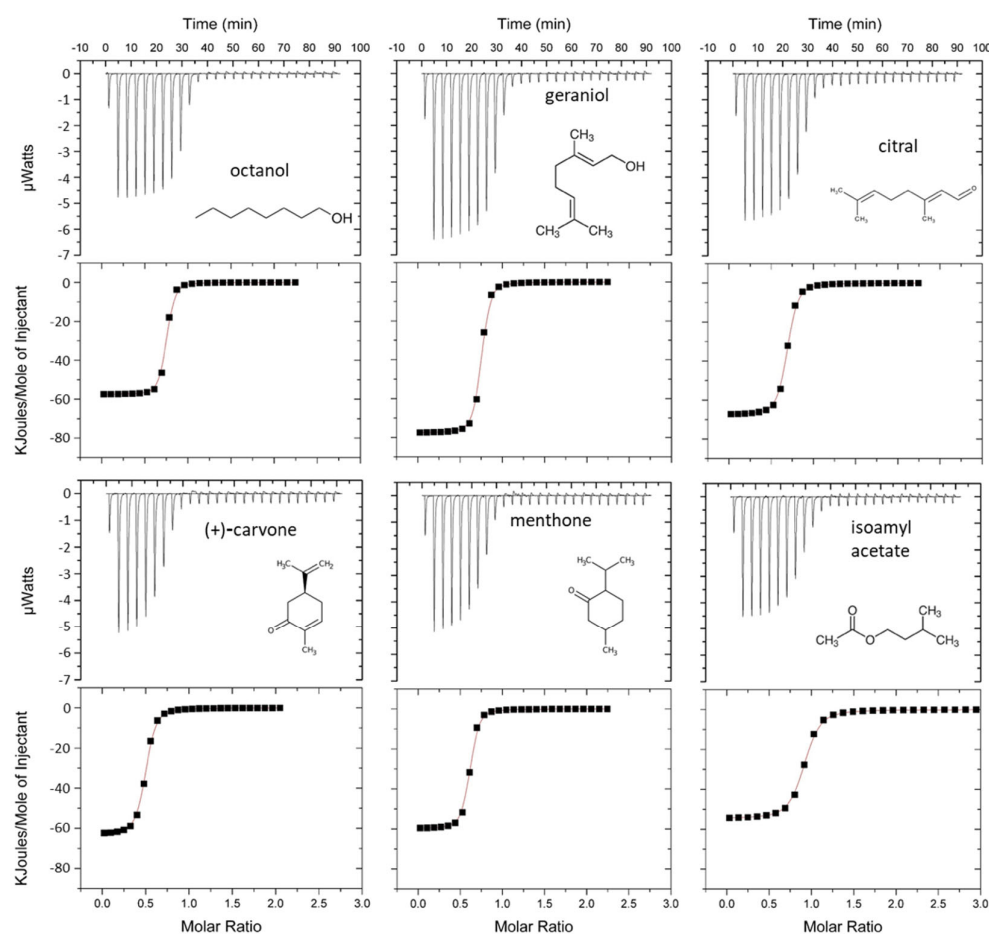 Time (min) Time (min) Time (min)
-10 0 10 20 30 40 50 60 70 80 90 100 -10 0 10 20 30 40 50 60 70 80 90 100 -10 0 10 20 30 40 50 60 70 80 90 100
0
-1
-2
-3
-4
-5
-6
-7
µWatts
octanol
OH
geraniol
CH₃
OH
CH₃ CH₃
citral
H₃C
CH₃ CH₃
O
0
-20
-40
-60
-80
KJoules/Mole of Injectant
0
-1
-2
-3
-4
-5
-6
-7
µWatts
(+)-carvone
H₃C CH₂
O
CH₃
menthone
H₃C CH₃
O
CH₃
isoamyl
acetate
O CH₃
CH₃ O CH₃
0
-20
-40
-60
-80
KJoules/Mole of Injectant
0.0 0.5 1.0 1.5 2.0 2.5 3.0 0.0 0.5 1.0 1.5 2.0 2.5 3.0 0.0 0.5 1.0 1.5 2.0 2.5 3.0
Molar Ratio Molar Ratio Molar Ratio